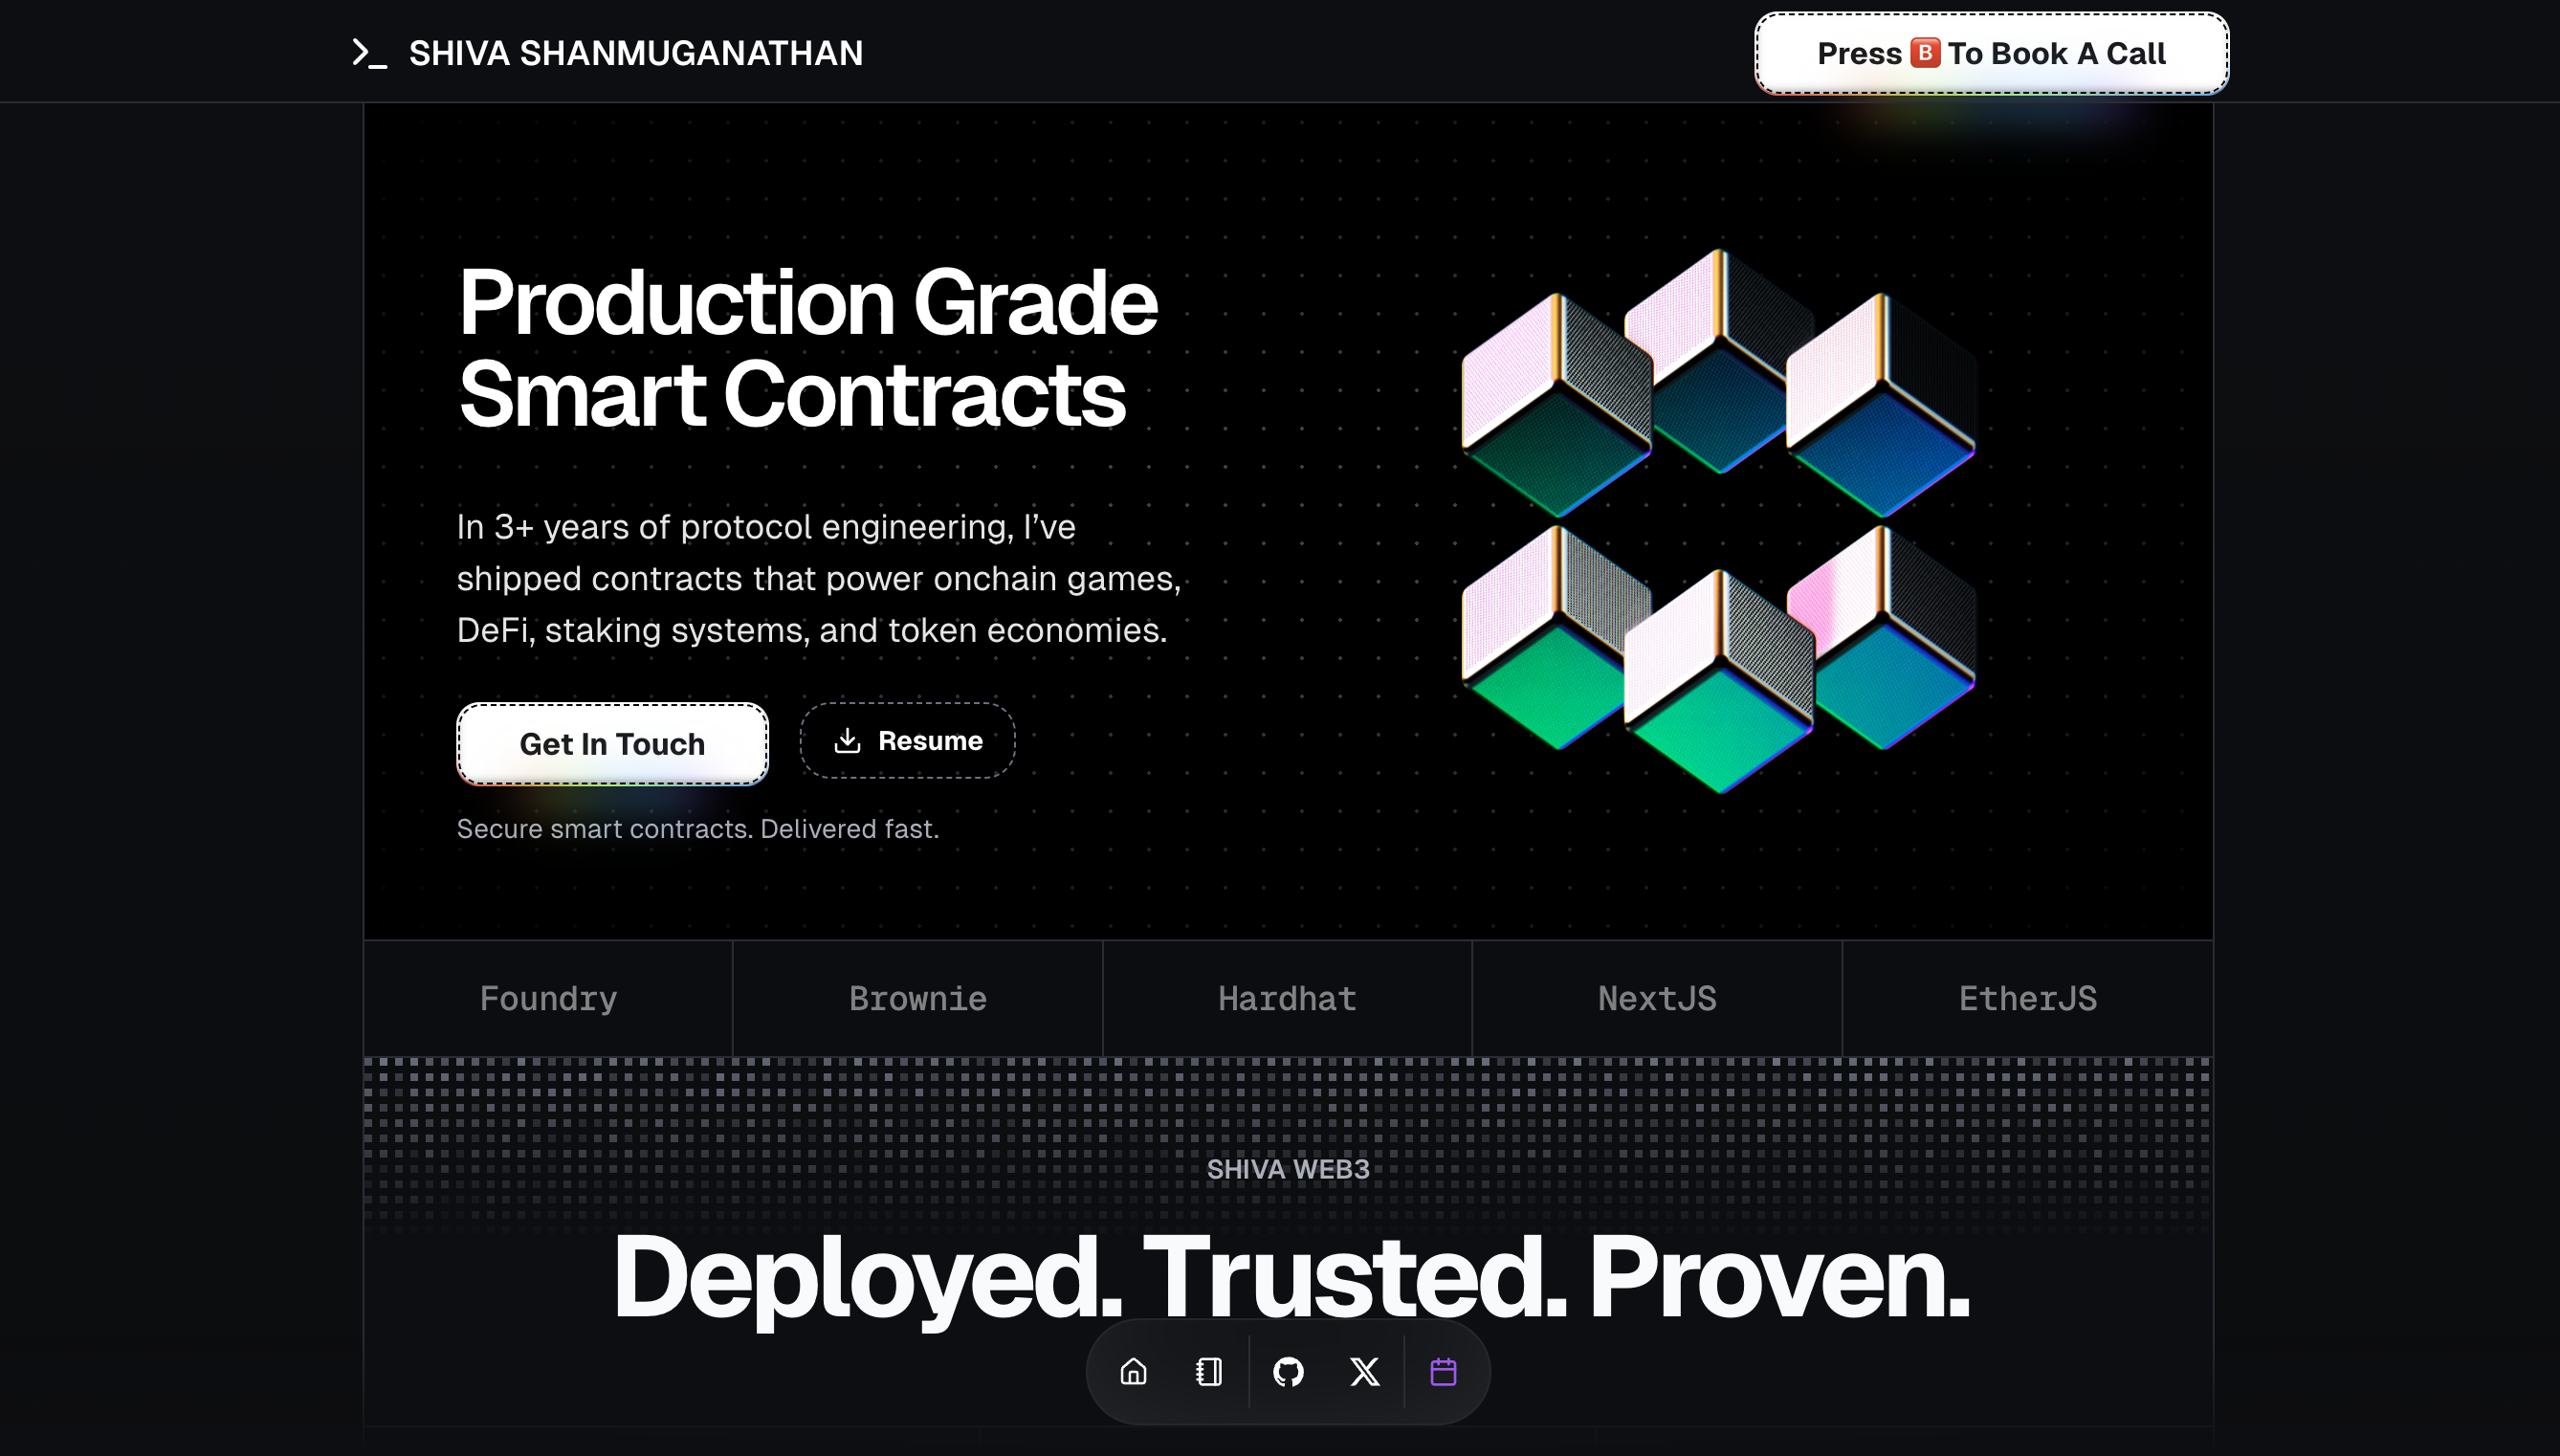 SHIVA SHANMUGANATHAN
Press B To Book A Call
Production Grade
Smart Contracts
In 3+ years of protocol engineering, I’ve
shipped contracts that power onchain games,
DeFi, staking systems, and token economies.
Get In Touch
Resume
Secure smart contracts. Delivered fast.
Foundry
Brownie
Hardhat
NextJS
EtherJS
SHIVA WEB3
Deployed. Trusted. Proven.